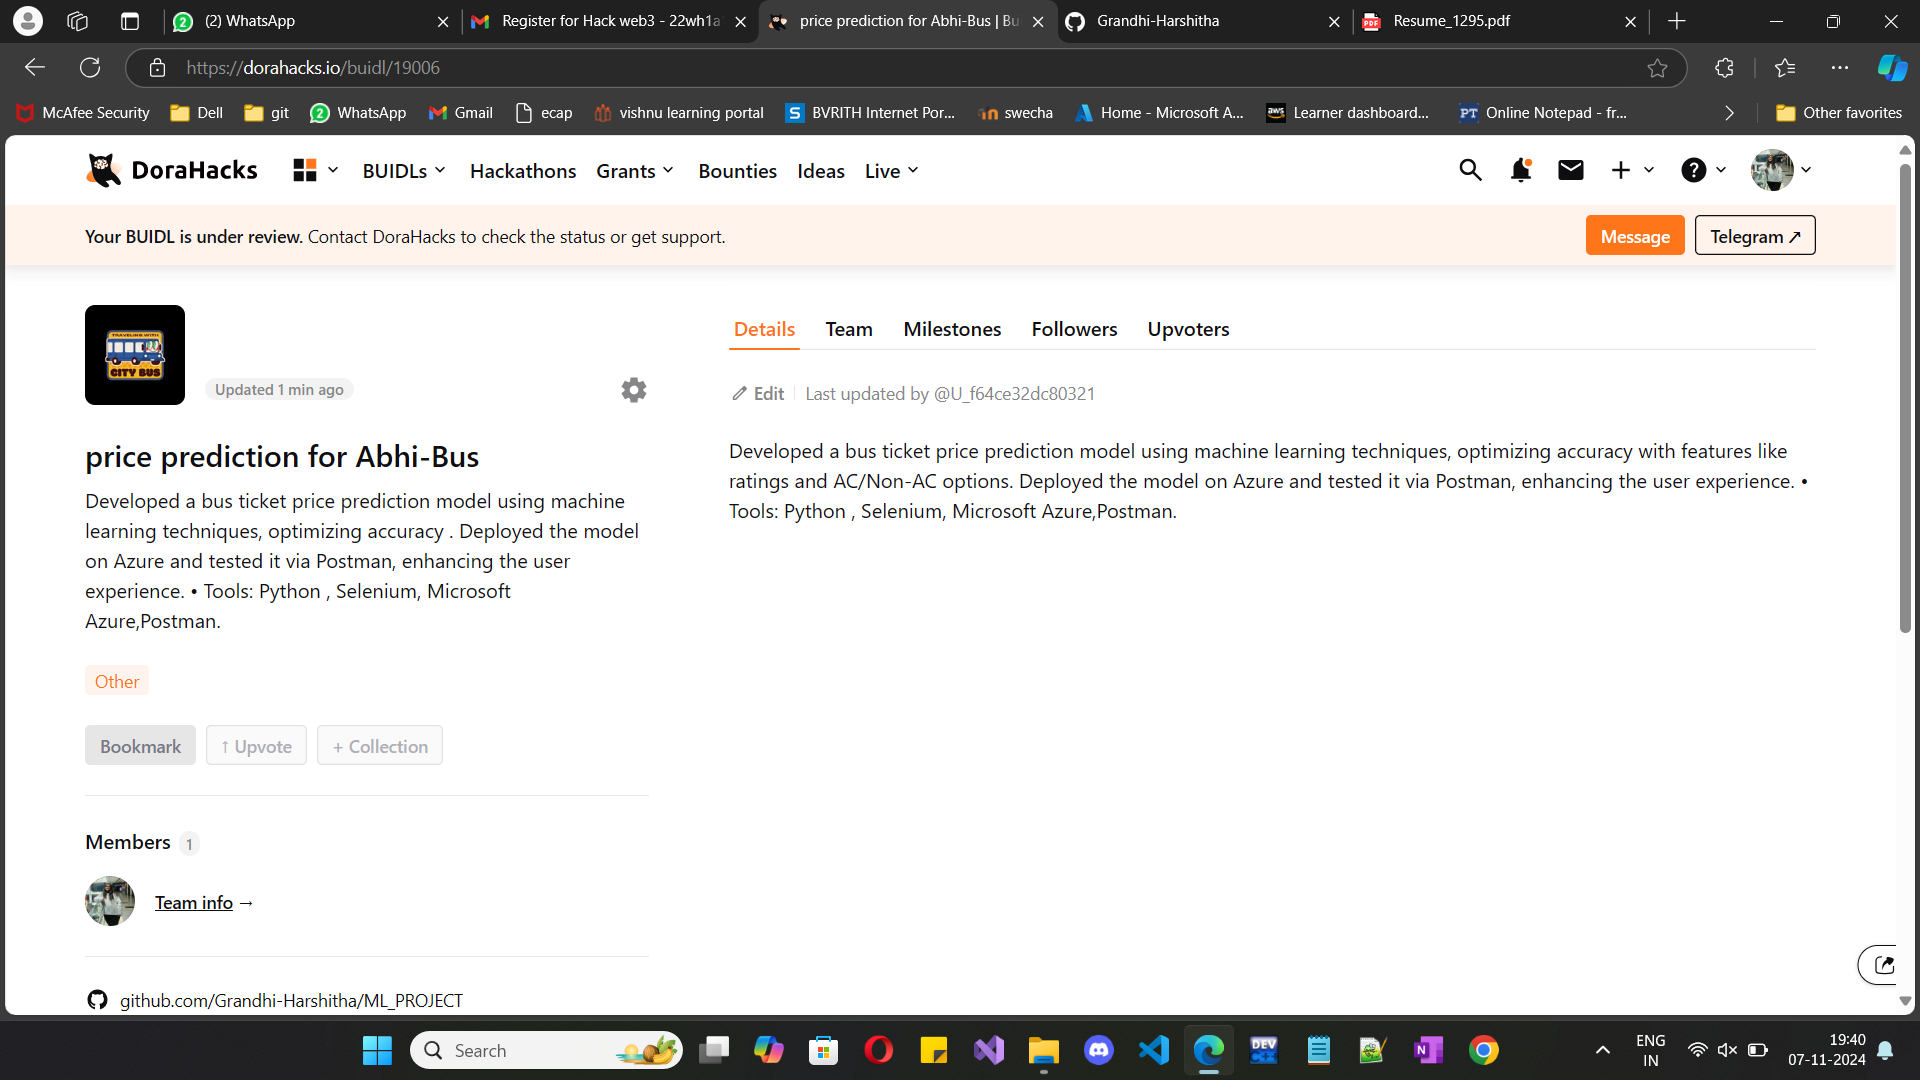 (2) WhatsApp
Register for Hack web3 - 22wh1a
price prediction for Abhi-Bus | Bu
Grandhi-Harshitha
PDF
Resume_1295.pdf
https://dorahacks.io/buidl/19006
McAfee Security
Dell
git
2
WhatsApp
Gmail
ecap
vishnu learning portal
S
BVRITH Internet Por...
swecha
Home - Microsoft A...
aws
Learner dashboard...
PT
Online Notepad - fr...
Other favorites
DoraHacks
BUIDLs
Hackathons
Grants
Bounties
Ideas
Live
Your BUIDL is under review. Contact DoraHacks to check the status or get support.
Message
Telegram ↗
TRAVELING WITH
CITY BUS
Updated 1 min ago
price prediction for Abhi-Bus
Developed a bus ticket price prediction model using machine
learning techniques, optimizing accuracy . Deployed the model
on Azure and tested it via Postman, enhancing the user
experience. • Tools: Python , Selenium, Microsoft
Azure,Postman.
Other
Bookmark
↑ Upvote
+ Collection
Members 1
Team info →
github.com/Grandhi-Harshitha/ML_PROJECT
Details
Team
Milestones
Followers
Upvoters
Edit
Last updated by @U_f64ce32dc80321
Developed a bus ticket price prediction model using machine learning techniques, optimizing accuracy with features like
ratings and AC/Non-AC options. Deployed the model on Azure and tested it via Postman, enhancing the user experience. •
Tools: Python , Selenium, Microsoft Azure,Postman.
Search
DEV
C++
N
ENG
IN
19:40
07-11-2024